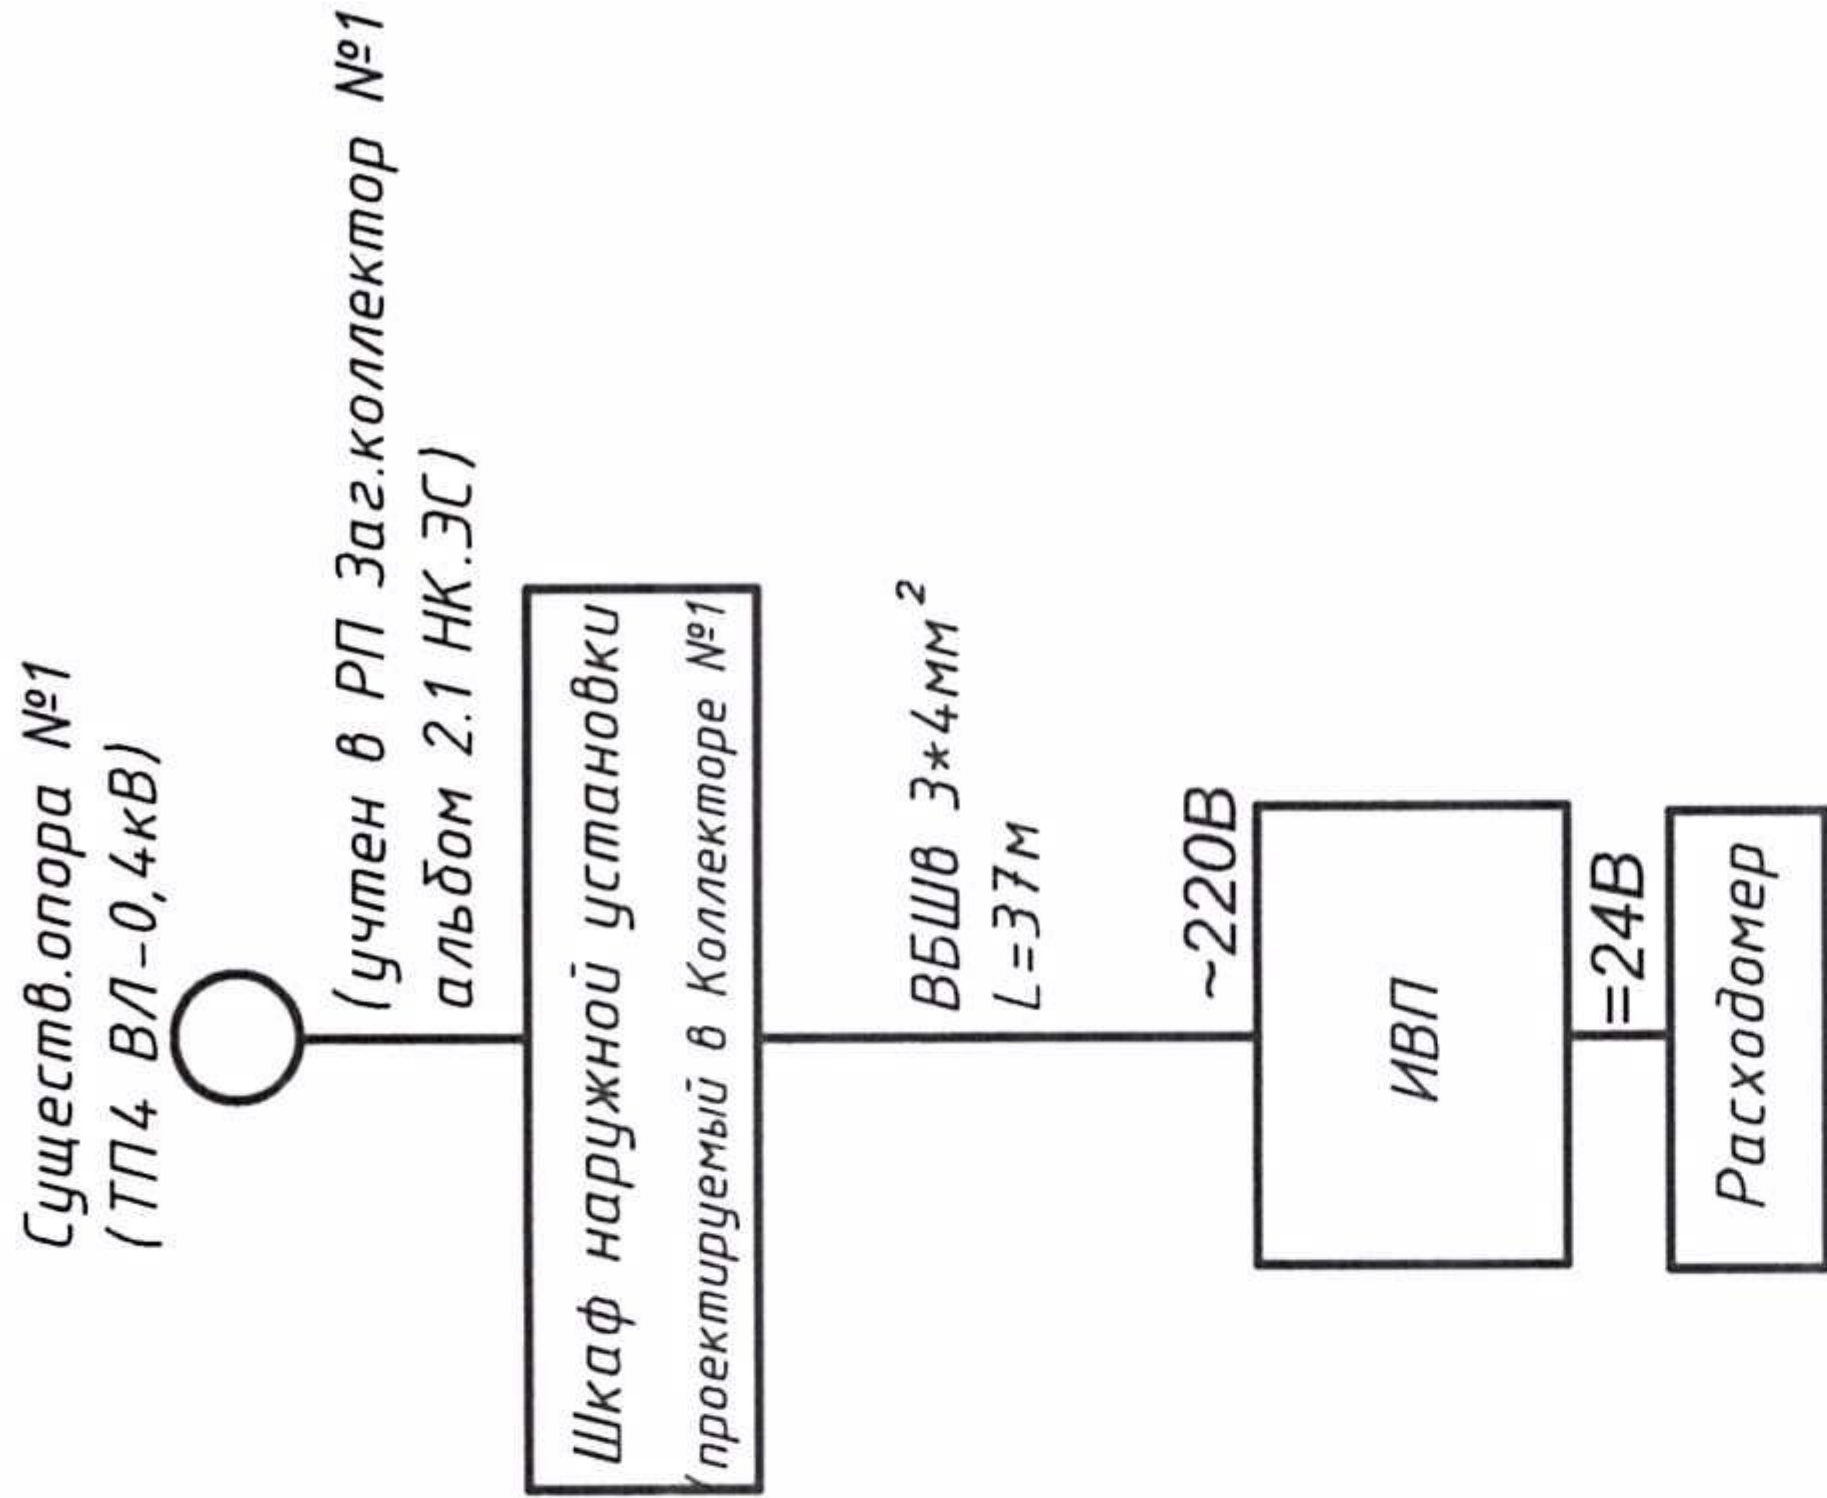 Существ.опора №1
(ТП4 ВЛ-0,4кВ)
(учтен в РП Заг.коллектор №1
альбом 2.1 НК.ЭС)
Шкаф наружной установки
(проектируемый в Коллекторе №1
ВБШВ 3*4мм²
L=37м
~220В
ИВП
=24В
Расходомер